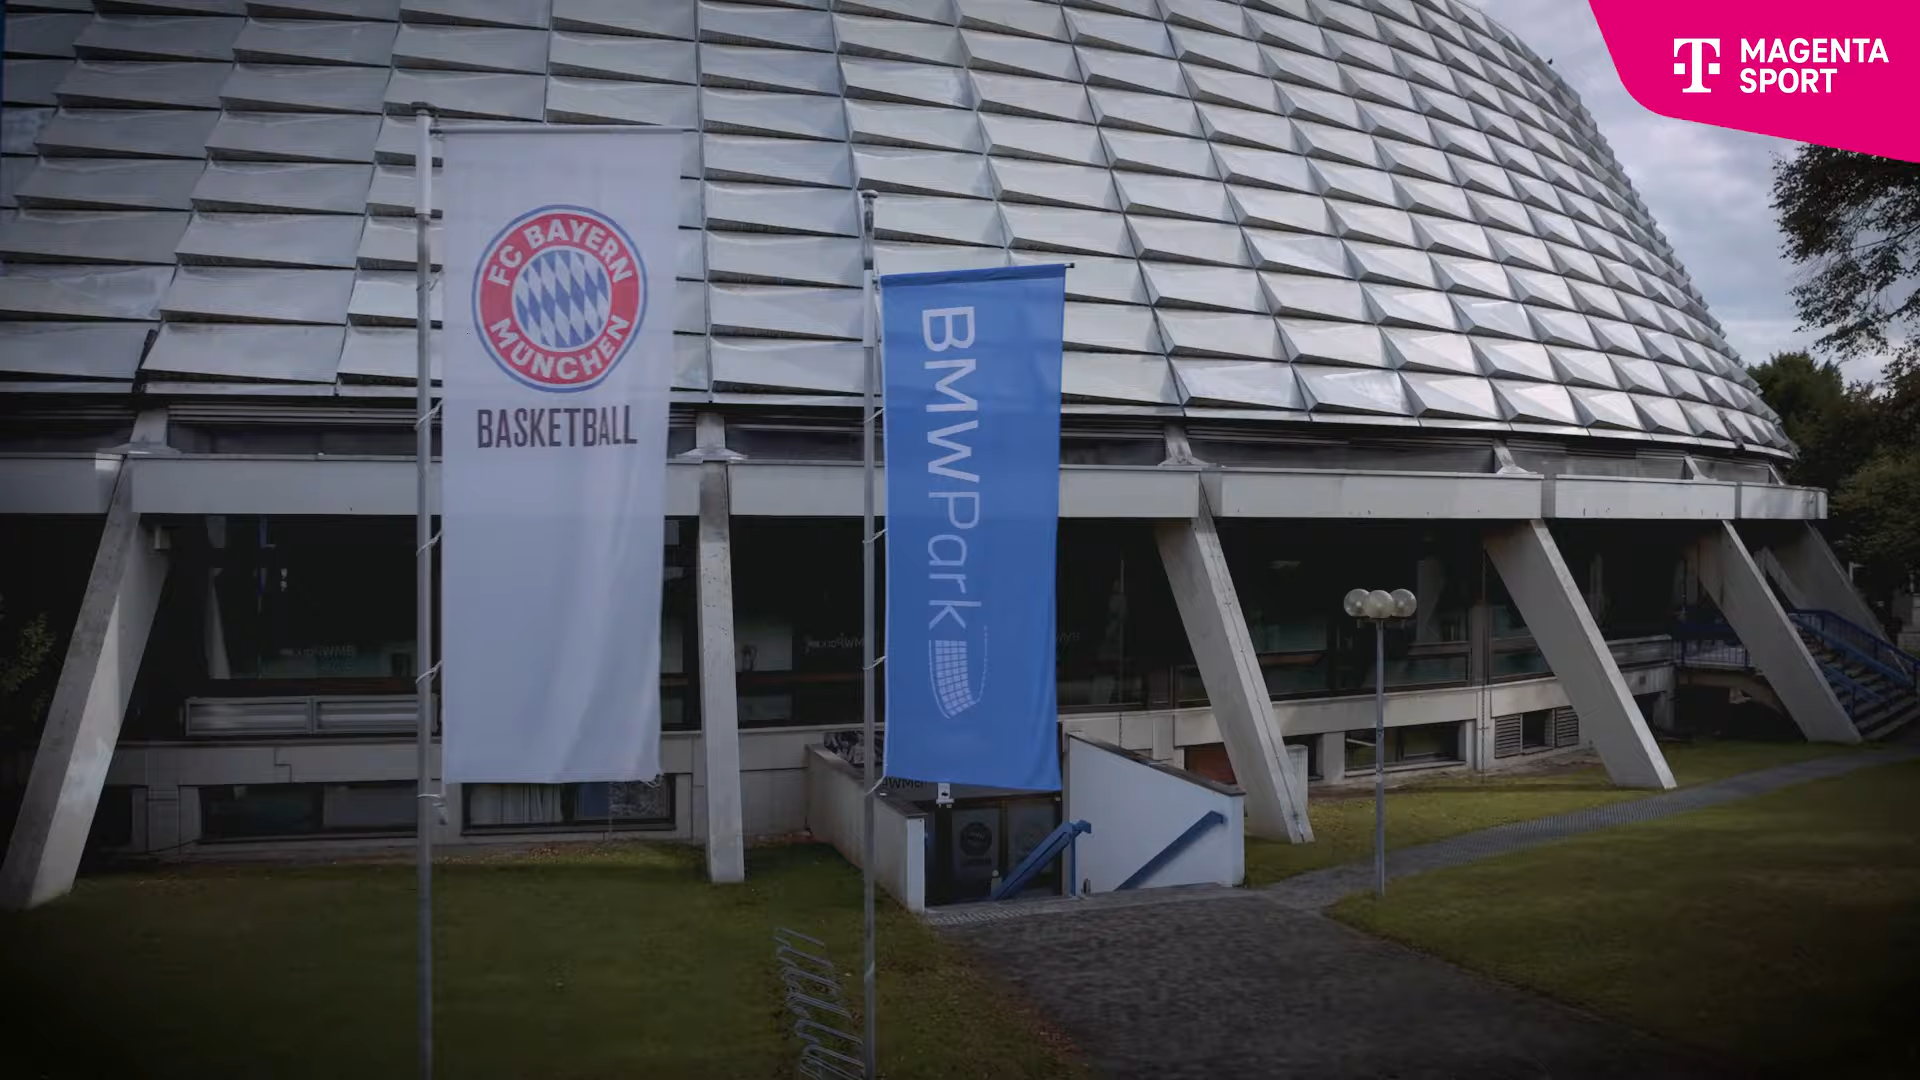 MAGENTA
SPORT
FC BAYERN
MÜNCHEN
BASKETBALL
BMWPark